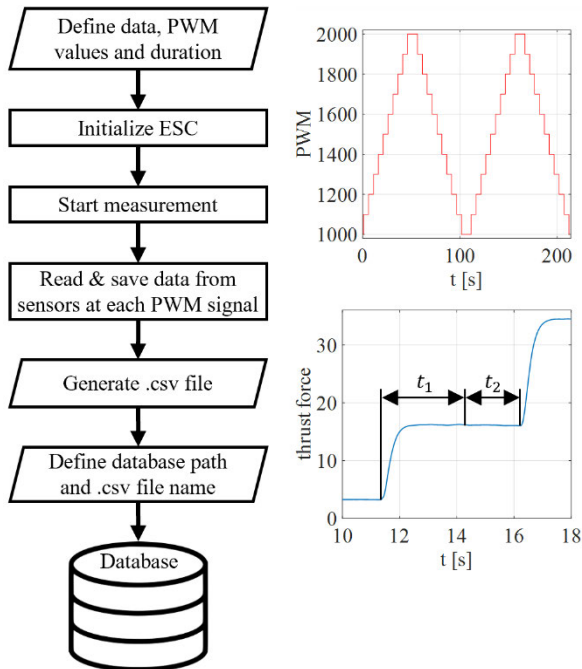 Define data, PWM
values and duration
Initialize ESC
Start measurement
Read & save data from
sensors at each PWM signal
Generate .csv file
Define database path
and .csv file name
Database
2000
1800
1600
1400
1200
1000
PWM
0
100
200
t [s]
30
20
10
0
thrust force
t1
t2
10
12
14
16
18
t [s]